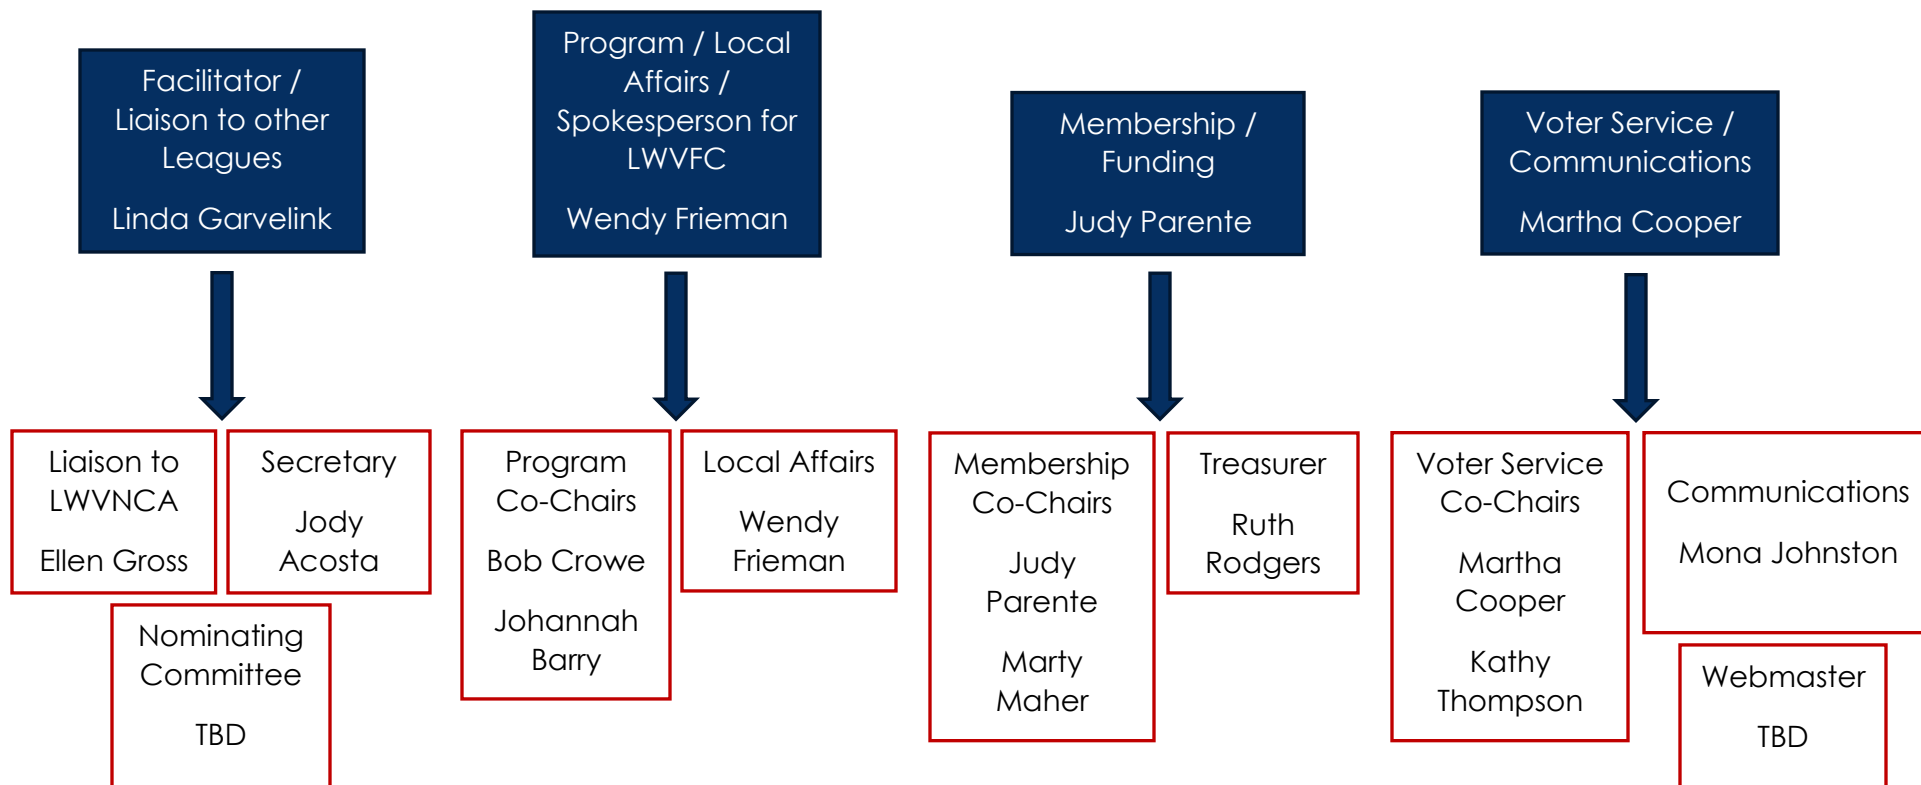 Facilitator /
Liaison to other
Leagues
Linda Garvelink
Program / Local
Affairs /
Spokesperson for
LWVFC
Wendy Frieman
Membership /
Funding
Judy Parente
Voter Service /
Communications
Martha Cooper
Liaison to
LWVNCA
Ellen Gross
Secretary
Jody
Acosta
Nominating
Committee
TBD
Program
Co-Chairs
Bob Crowe
Johannah
Barry
Local Affairs
Wendy
Frieman
Membership
Co-Chairs
Judy
Parente
Marty
Maher
Treasurer
Ruth
Rodgers
Voter Service
Co-Chairs
Martha
Cooper
Kathy
Thompson
Communications
Mona Johnston
Webmaster
TBD